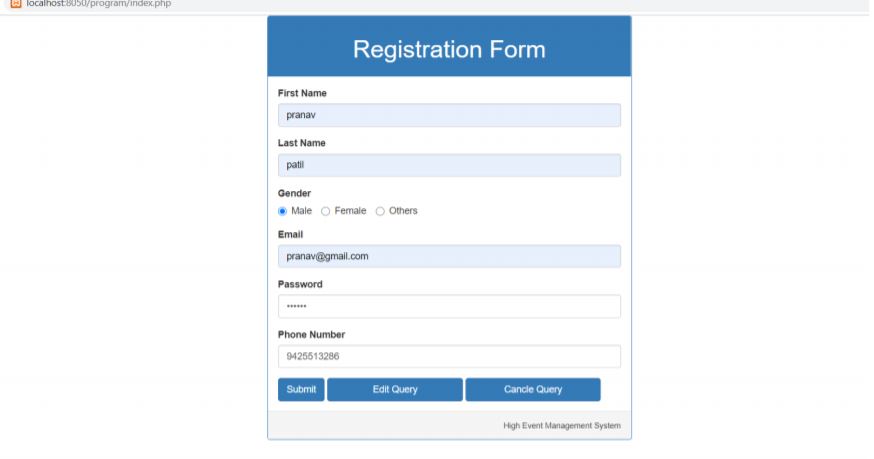 localhost:8050/program/index.php
Registration Form
First Name
pranav
Last Name
patil
Gender
Male Female Others
Email
pranav@gmail.com
Password
••••••
Phone Number
9425513286
Submit Edit Query Cancle Query
High Event Management System